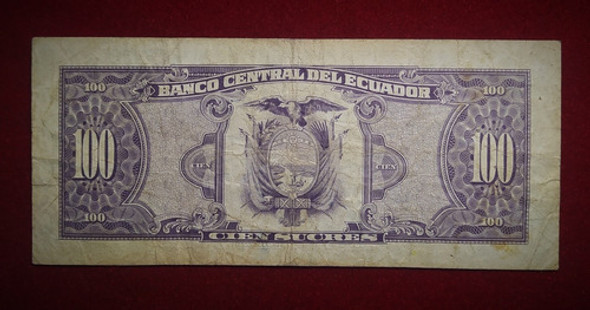 BANCO CENTRAL DEL ECUADOR
100 100
100 CIEN CIEN 100
100 100
CIEN SUCRES